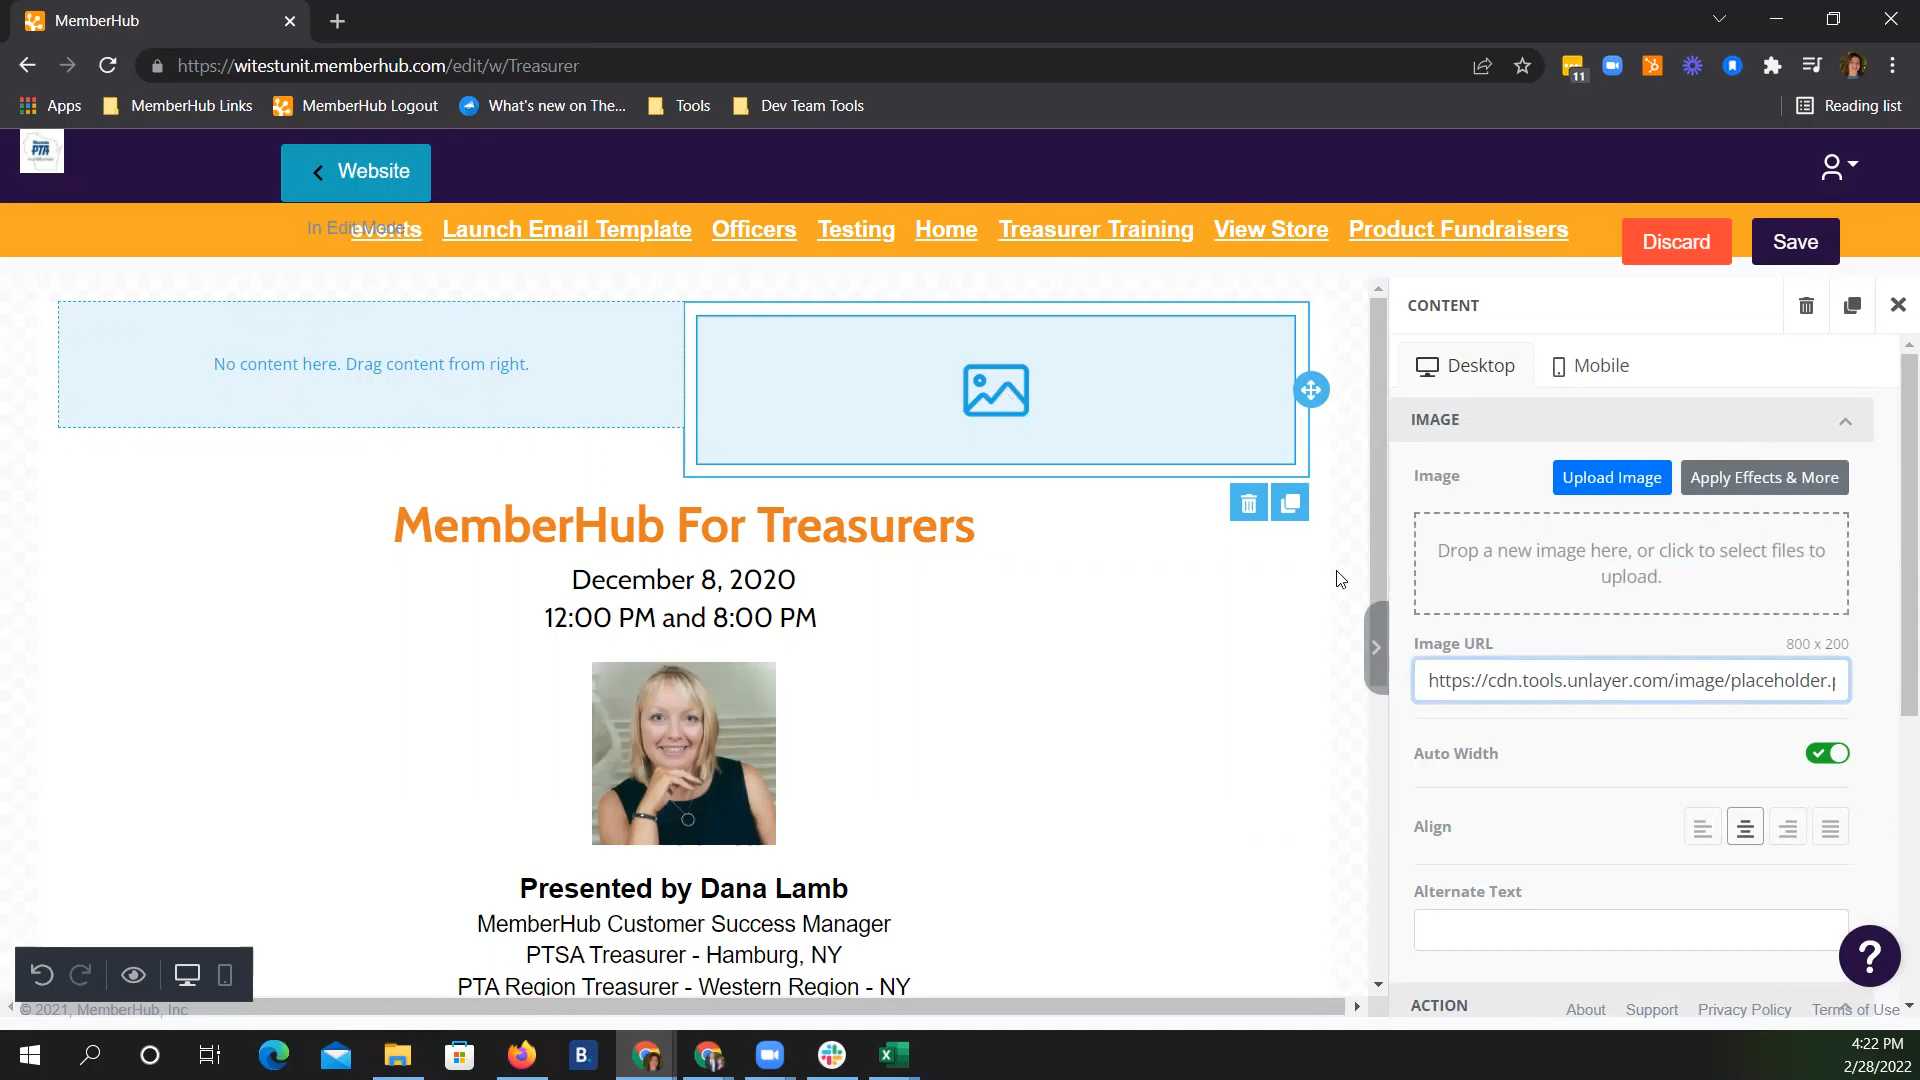 MemberHub
https://witestunit.memberhub.com/edit/w/Treasurer
11
Apps
MemberHub Links
MemberHub Logout
What's new on The...
Tools
Dev Team Tools
Reading list
PTA
Website
In Edit Mode
events
Launch Email Template
Officers
Testing
Home
Treasurer Training
View Store
Product Fundraisers
Discard
Save
No content here. Drag content from right.
MemberHub For Treasurers
December 8, 2020
12:00 PM and 8:00 PM
Presented by Dana Lamb
MemberHub Customer Success Manager
PTSA Treasurer - Hamburg, NY
PTA Region Treasurer - Western Region - NY
CONTENT
Desktop
Mobile
IMAGE
Image
Upload Image
Apply Effects & More
Drop a new image here, or click to select files to
upload.
Image URL
800 x 200
https://cdn.tools.unlayer.com/image/placeholder.p
Auto Width
Align
Alternate Text
?
ACTION
© 2021, MemberHub, Inc
About
Support
Privacy Policy
Terms of Use
B.
4:22 PM
2/28/2022